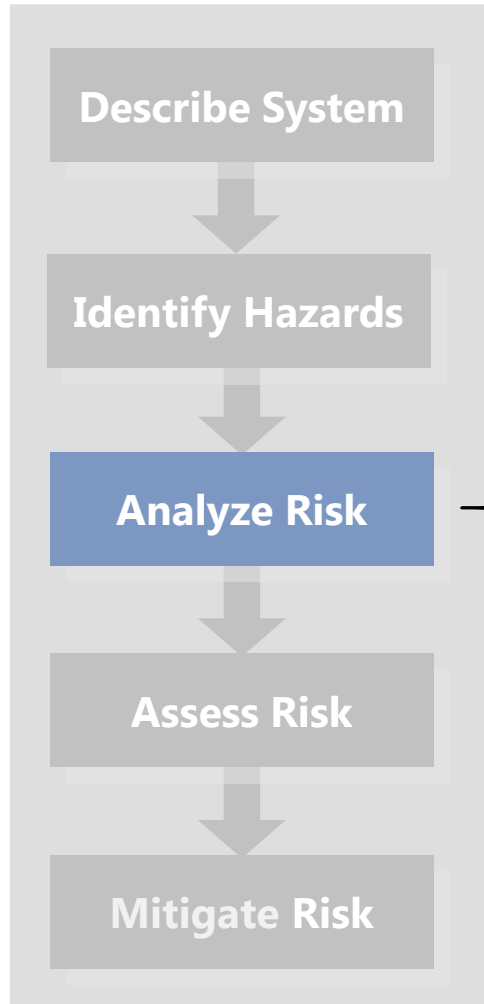 Describe System
Identify Hazards
Analyze Risk
Assess Risk
Mitigate Risk